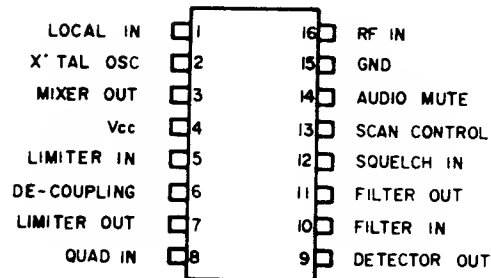 LOCAL IN 1 16 RF IN
X' TAL OSC 2 15 GND
MIXER OUT 3 14 AUDIO MUTE
Vcc 4 13 SCAN CONTROL
LIMITER IN 5 12 SQUELCH IN
DE-COUPLING 6 11 FILTER OUT
LIMITER OUT 7 10 FILTER IN
QUAD IN 8 9 DETECTOR OUT